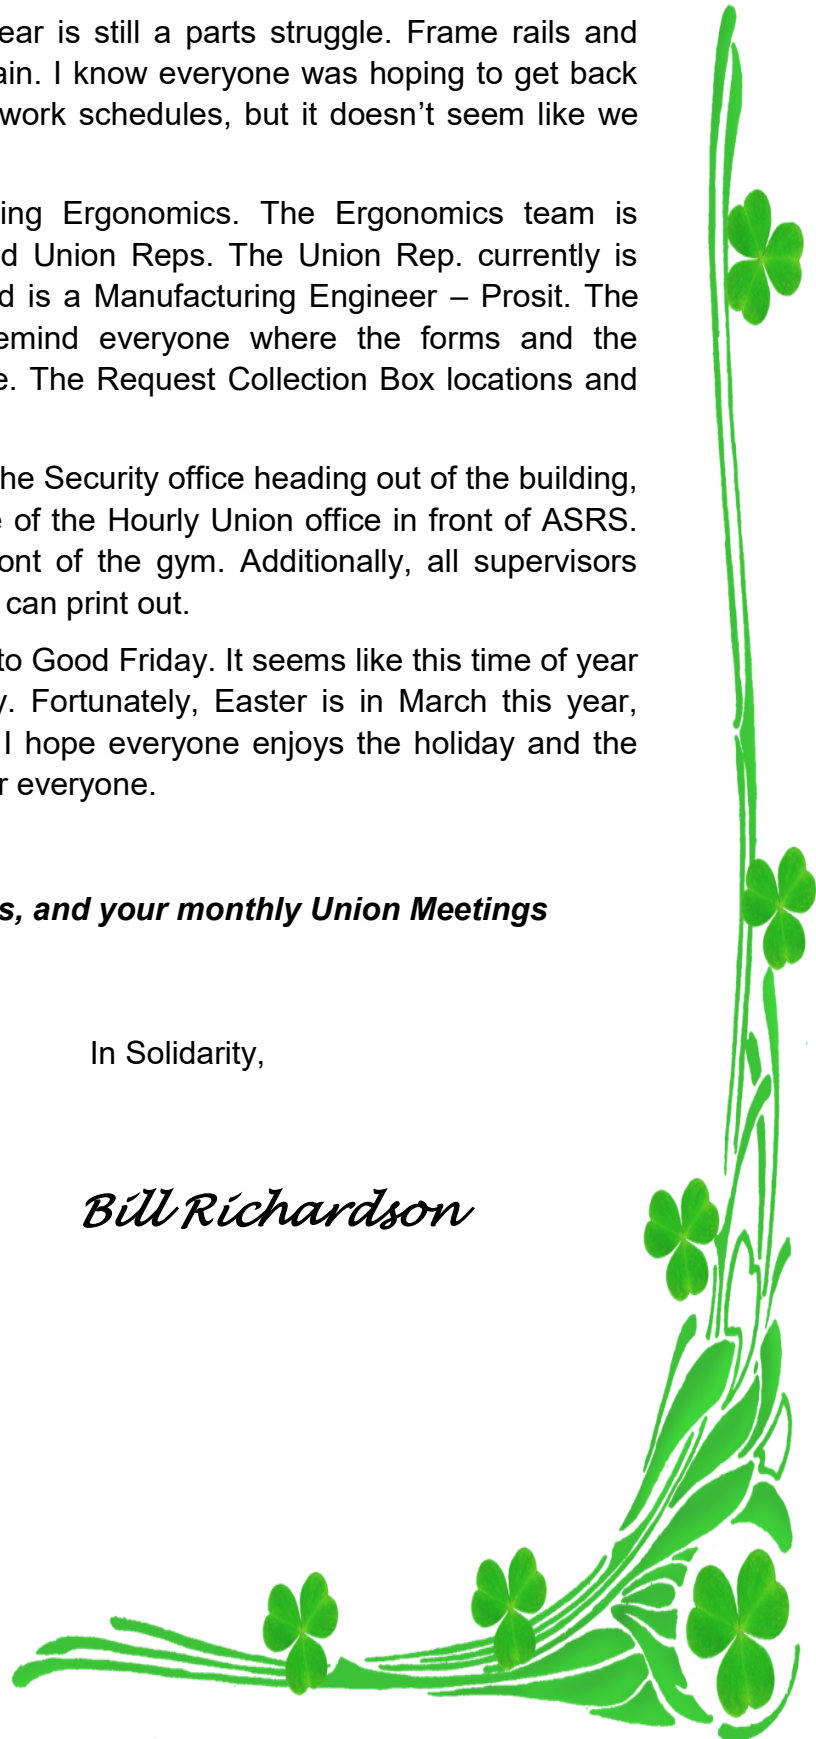 ear is still a parts struggle. Frame rails and
ain. I know everyone was hoping to get back
work schedules, but it doesn’t seem like we
ing Ergonomics. The Ergonomics team is
d Union Reps. The Union Rep. currently is
d is a Manufacturing Engineer – Prosit. The
emind everyone where the forms and the
e. The Request Collection Box locations and
he Security office heading out of the building,
e of the Hourly Union office in front of ASRS.
ont of the gym. Additionally, all supervisors
can print out.
to Good Friday. It seems like this time of year
y. Fortunately, Easter is in March this year,
I hope everyone enjoys the holiday and the
r everyone.
s, and your monthly Union Meetings
In Solidarity,
Bill Richardson